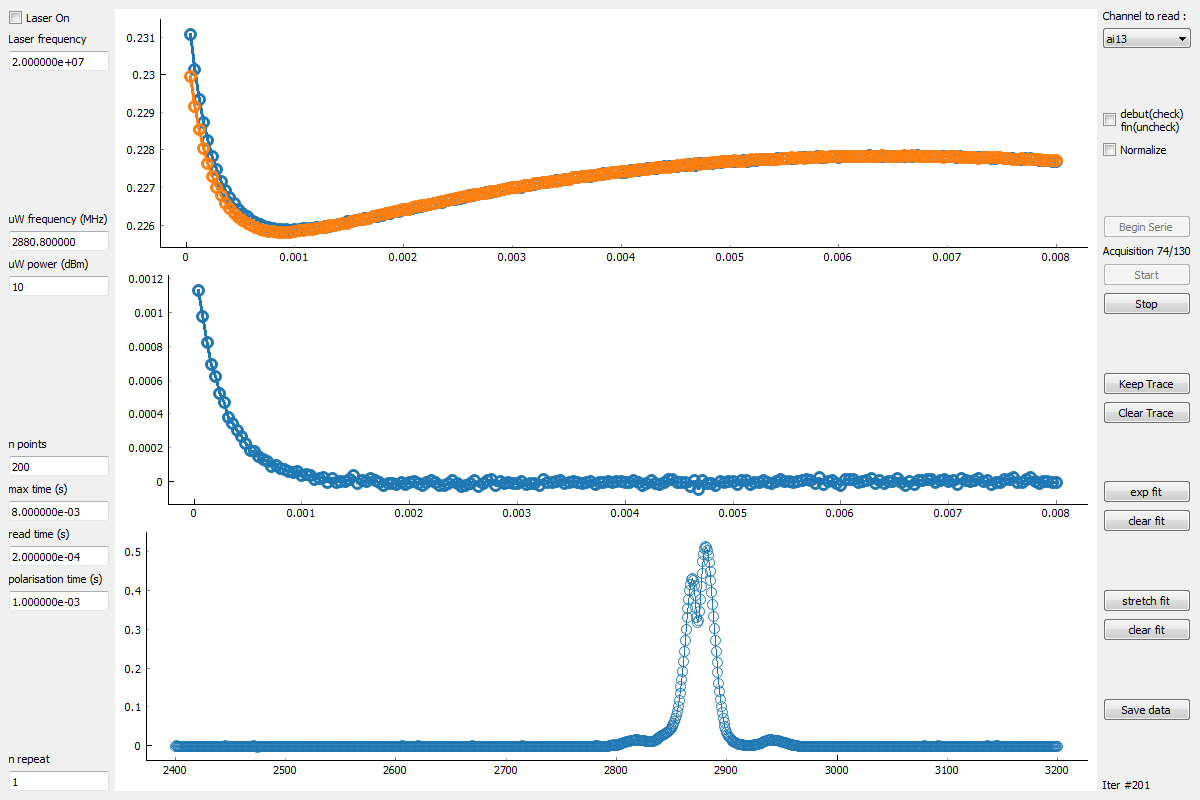 Laser On
Laser frequency
2.000000e+07
uW frequency (MHz)
2880.800000
uW power (dBm)
10
n points
200
max time (s)
8.000000e-03
read time (s)
2.000000e-04
polarisation time (s)
1.000000e-03
n repeat
1
0.231
0.23
0.229
0.228
0.227
0.226
0 0.001 0.002 0.003 0.004 0.005 0.006 0.007 0.008
0.0012
0.001
0.0008
0.0006
0.0004
0.0002
0
0 0.001 0.002 0.003 0.004 0.005 0.006 0.007 0.008
0.5
0.4
0.3
0.2
0.1
0
2400 2500 2600 2700 2800 2900 3000 3100 3200
Channel to read :
ai13
debut(check)
fin(uncheck)
Normalize
Begin Serie
Acquisition 74/130
Start
Stop
Keep Trace
Clear Trace
exp fit
clear fit
stretch fit
clear fit
Save data
Iter #201